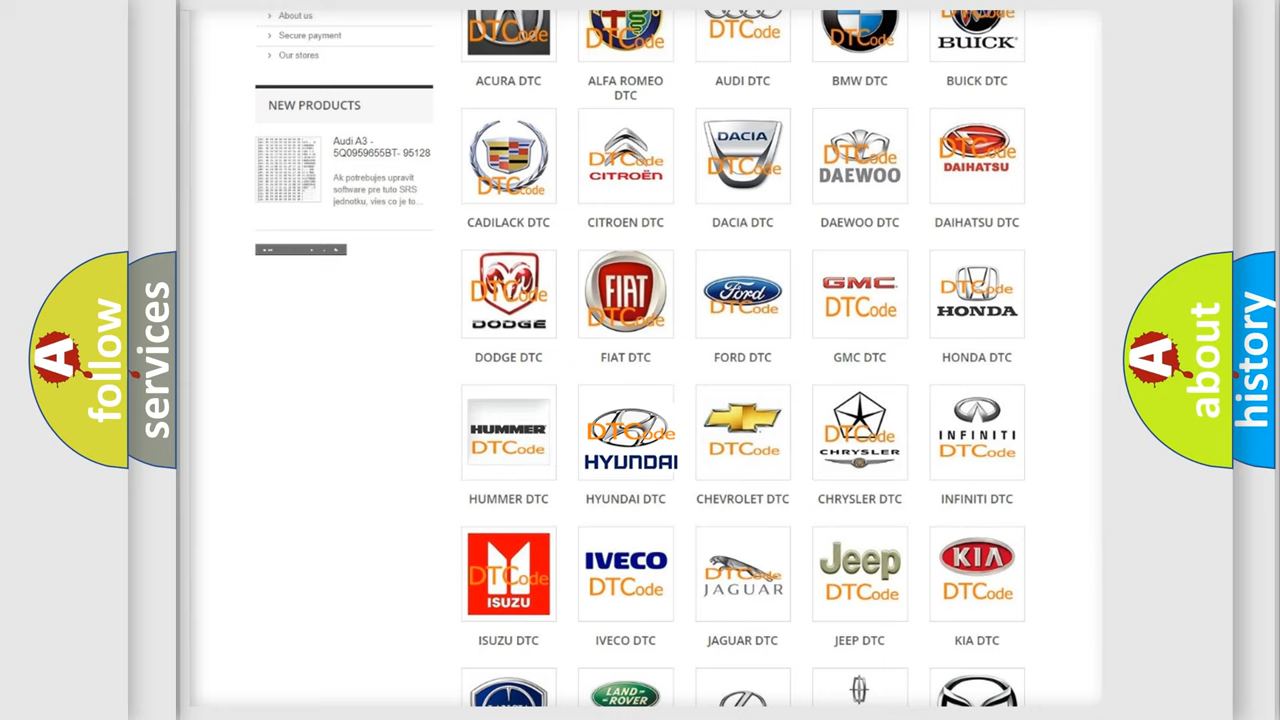 About us
Secure payment
Our stores
NEW PRODUCTS
Audi A3 -
5Q0959655BT- 95128
Ak potrebujes upravit
software pre tuto SRS
jednotku, vies co je to...
DTCode
DTCode
DTCode
DTCode
BUICK
ACURA DTC
ALFA ROMEO
DTC
AUDI DTC
BMW DTC
BUICK DTC
DTCode
DTCode
CITROËN
DACIA
DTCode
DTCode
DAEWOO
DTCode
DAIHATSU
CADILACK DTC
CITROEN DTC
DACIA DTC
DAEWOO DTC
DAIHATSU DTC
DTCode
DODGE
FIAT
DTCode
Ford
DTCode
GMC
DTCode
DTCode
HONDA
DODGE DTC
FIAT DTC
FORD DTC
GMC DTC
HONDA DTC
HUMMER
DTCode
DTCode
HYUNDAI
DTCode
DTCode
CHRYSLER
INFINITI
DTCode
HUMMER DTC
HYUNDAI DTC
CHEVROLET DTC
CHRYSLER DTC
INFINITI DTC
DTCode
ISUZU
IVECO
DTCode
DTCode
JAGUAR
Jeep
DTCode
KIA
DTCode
ISUZU DTC
IVECO DTC
JAGUAR DTC
JEEP DTC
KIA DTC
LAND-
ROVER
A
follow
services
A
about
history